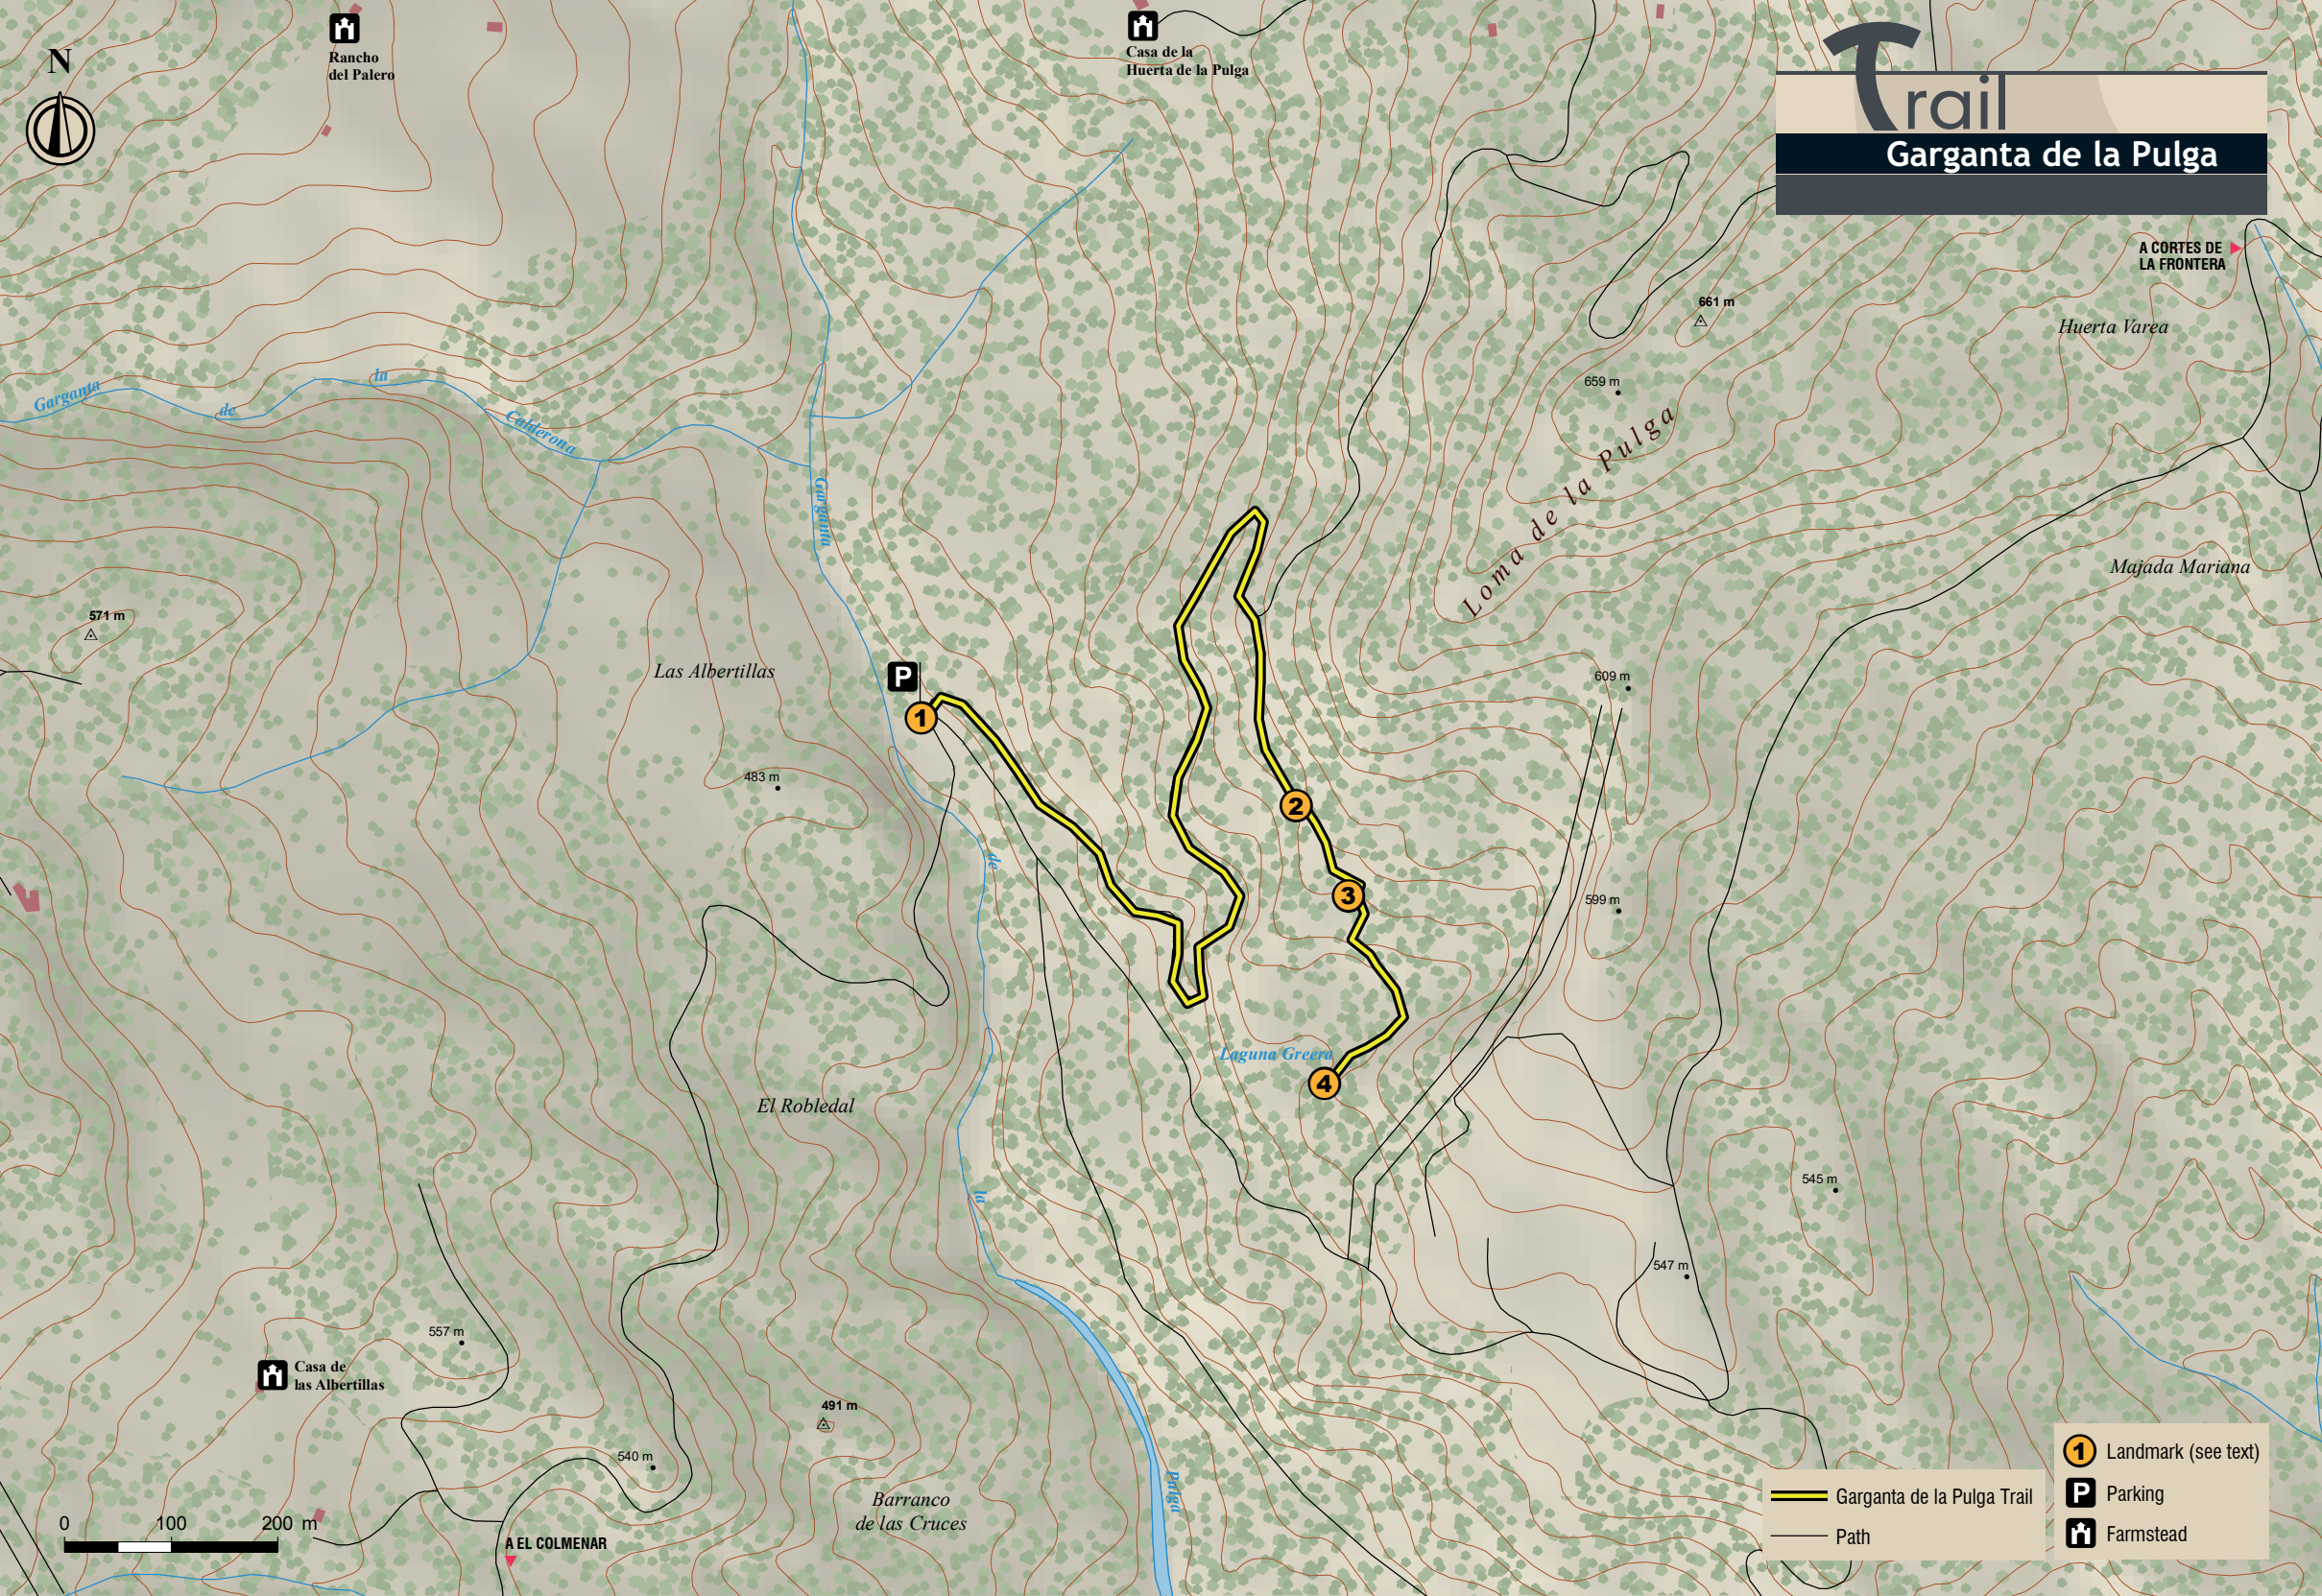 N
Rancho
del Palero
Casa de la
Huerta de la Pulga
Trail
Garganta de la Pulga
A CORTES DE
LA FRONTERA
661 m
Huerta Varea
659 m
Garganta de la Calderona
Loma de la Pulga
Garganta de la Pulga
Majada Mariana
571 m
Las Albertillas
P
1
609 m
483 m
2
3
599 m
Laguna Greera
4
El Robledal
545 m
547 m
557 m
Casa de
las Albertillas
491 m
540 m
Barranco
de las Cruces
A EL COLMENAR
0 100 200 m
Garganta de la Pulga Trail
Path
1 Landmark (see text)
P Parking
Farmstead